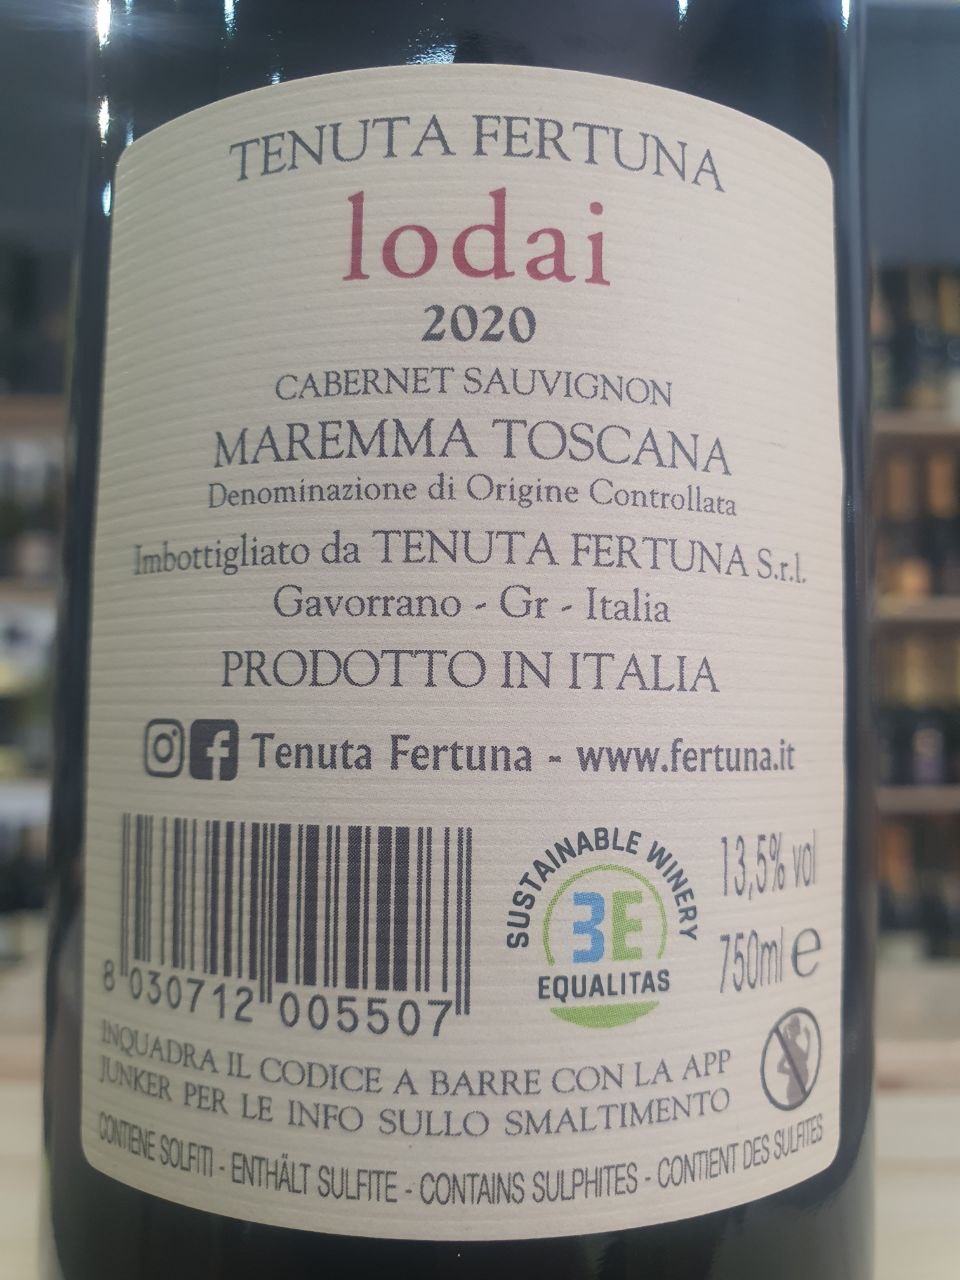 TENUTA FERTUNA
lodai
2020
CABERNET SAUVIGNON
MAREMMA TOSCANA
Denominazione di Origine Controllata
Imbottigliato da TENUTA FERTUNA S.r.l.
Gavorrano - Gr - Italia
PRODOTTO IN ITALIA
Tenuta Fertuna - www.fertuna.it
SUSTAINABLE WINERY
3E
EQUALITAS
13,5% vol
750ml e
8 030712 005507
INQUADRA IL CODICE A BARRE CON LA APP
JUNKER PER LE INFO SULLO SMALTIMENTO
CONTIENE SOLFITI - ENTHÄLT SULFITE - CONTAINS SULPHITES - CONTIENT DES SULFITES